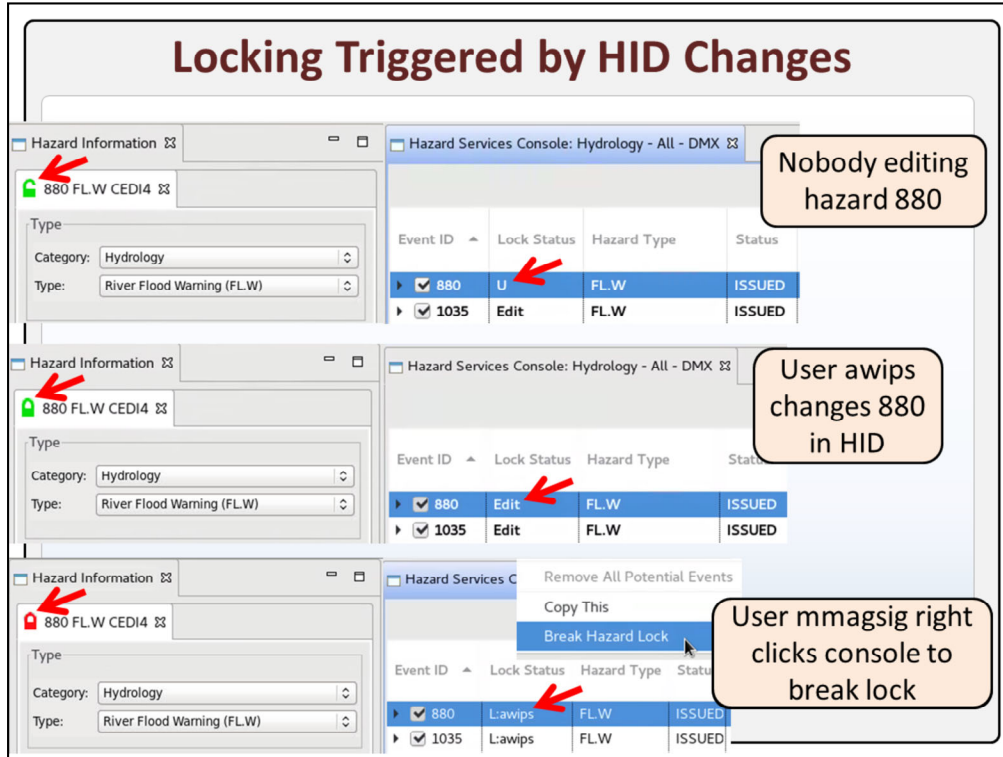 Locking Triggered by HID Changes
Hazard Information
880 FL.W CEDI4
Type
Category: Hydrology
Type: River Flood Warning (FL.W)
Hazard Services Console: Hydrology - All - DMX
Event ID Lock Status Hazard Type Status
880 U FL.W ISSUED
1035 Edit FL.W ISSUED
Nobody editing
hazard 880
Hazard Information
880 FL.W CEDI4
Type
Category: Hydrology
Type: River Flood Warning (FL.W)
Hazard Services Console: Hydrology - All - DMX
Event ID Lock Status Hazard Type Status
880 Edit FL.W ISSUED
1035 Edit FL.W ISSUED
User awips
changes 880
in HID
Hazard Information
880 FL.W CEDI4
Type
Category: Hydrology
Type: River Flood Warning (FL.W)
Hazard Services C
Remove All Potential Events
Copy This
Break Hazard Lock
Event ID Lock Status Hazard Type Statu
880 L:awips FL.W ISSUED
1035 L:awips FL.W ISSUED
User mmagsig right
clicks console to
break lock